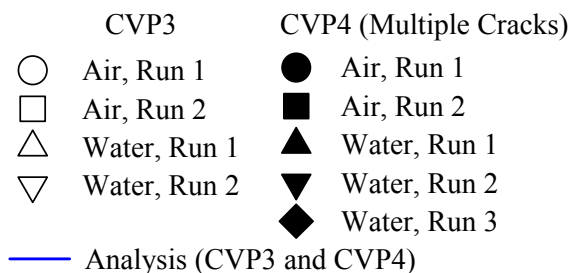 CVP3 CVP4 (Multiple Cracks)
Air, Run 1 Air, Run 1
Air, Run 2 Air, Run 2
Water, Run 1 Water, Run 1
Water, Run 2 Water, Run 2
Water, Run 3
Analysis (CVP3 and CVP4)